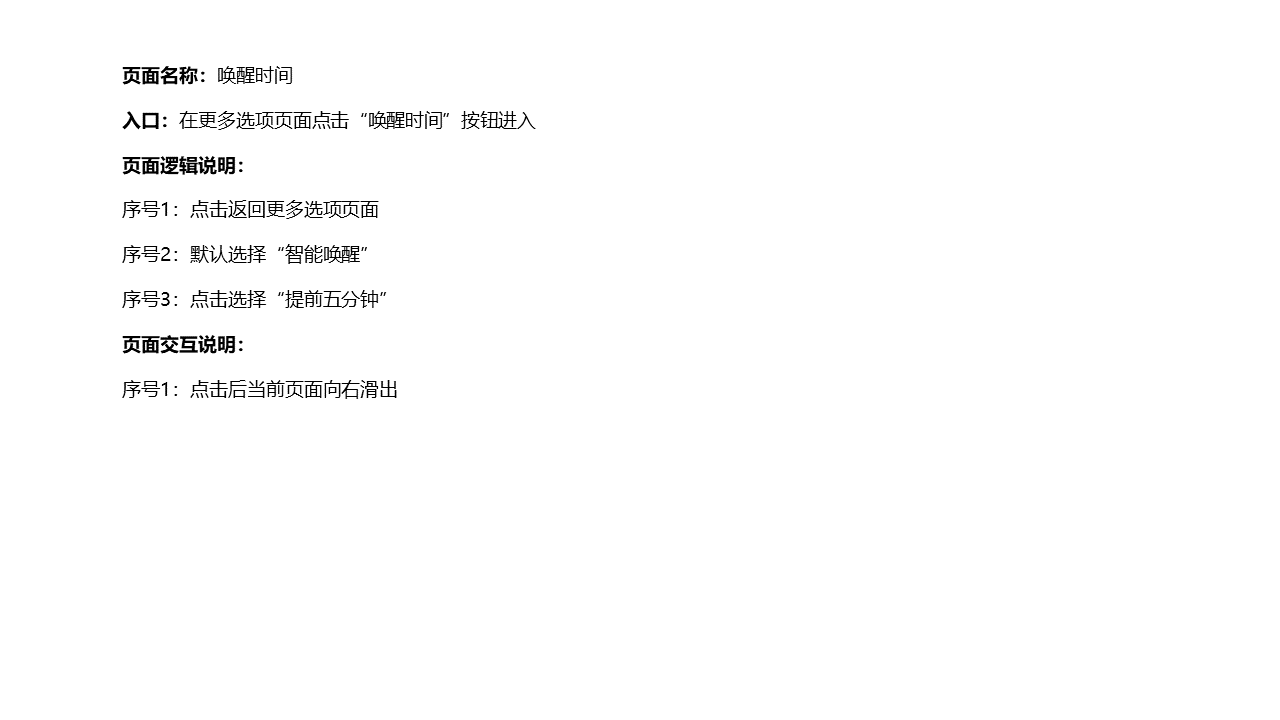 页面名称：唤醒时间
入口：在更多选项页面点击“唤醒时间”按钮进入
页面逻辑说明：
序号1：点击返回更多选项页面
序号2：默认选择“智能唤醒”
序号3：点击选择“提前五分钟”
页面交互说明：
序号1：点击后当前页面向右滑出